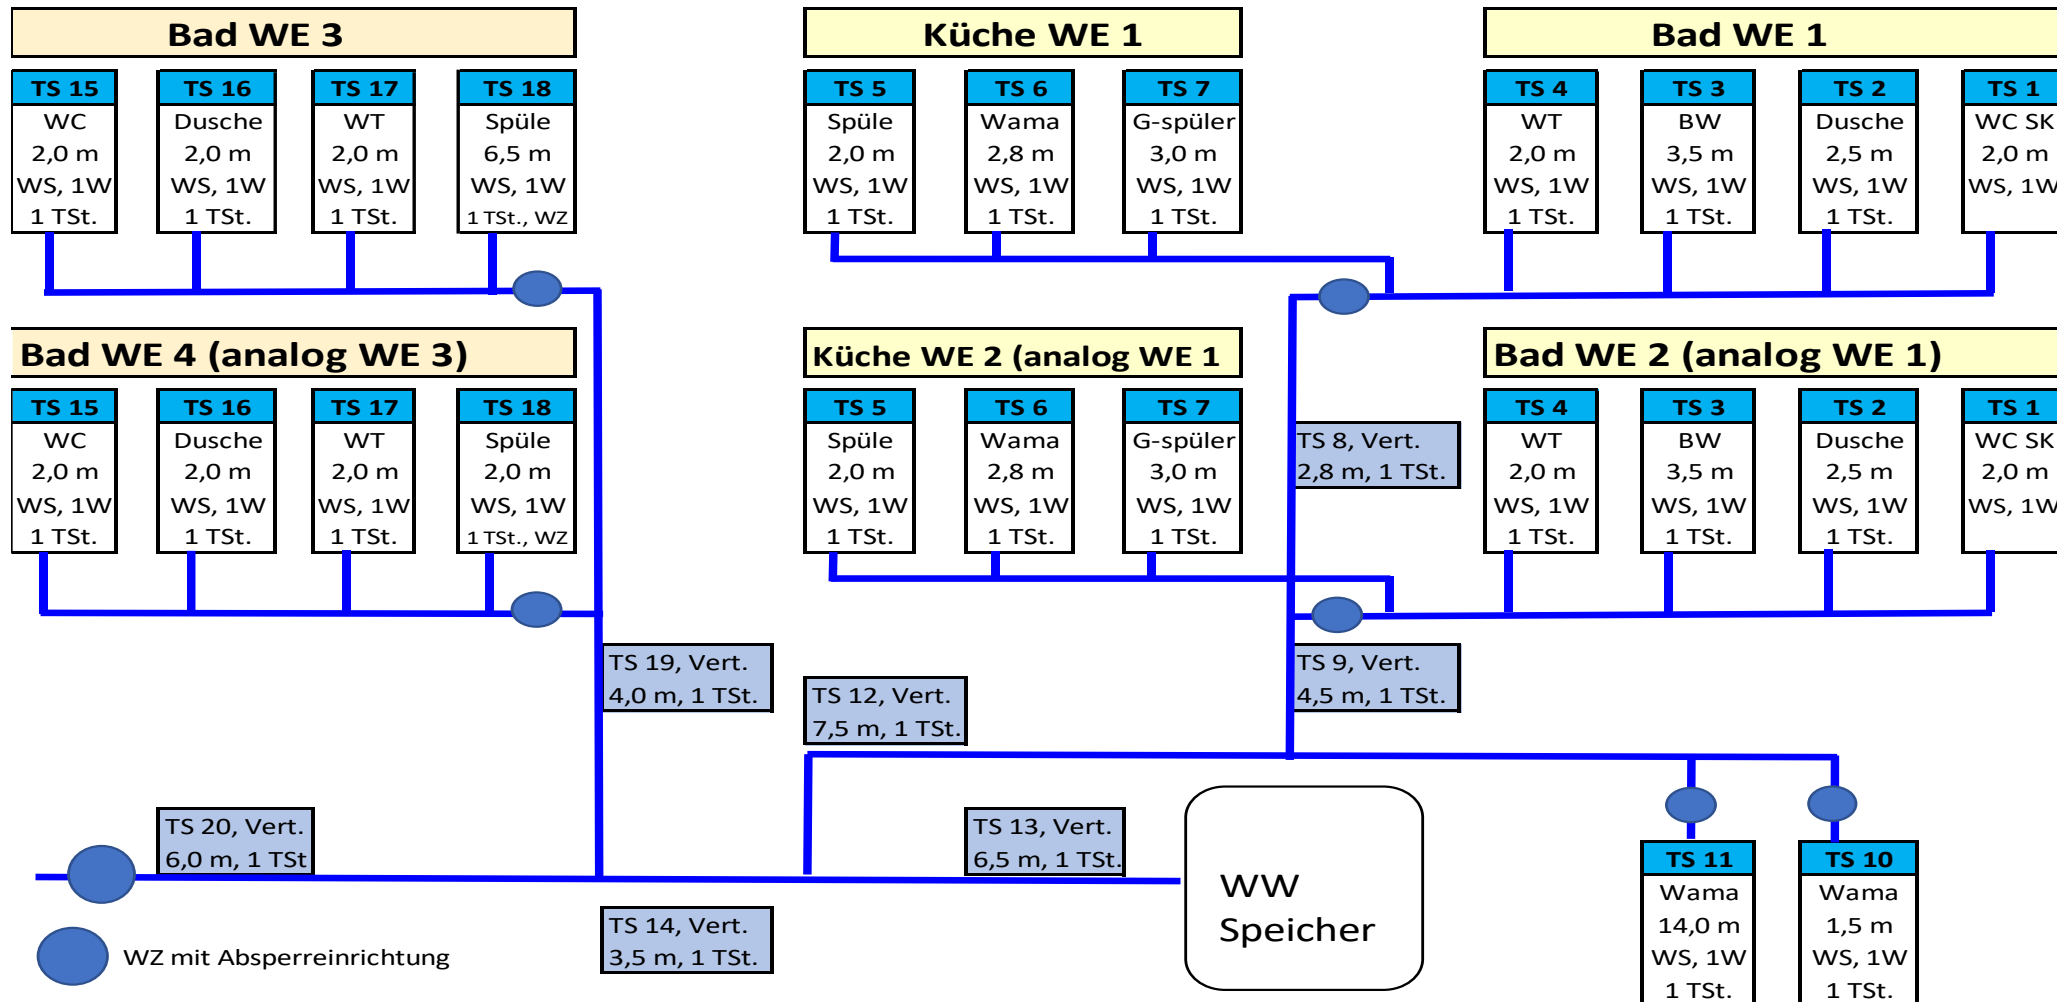 Bad WE 3
TS 15
WC
2,0 m
WS, 1W
1 TSt.
TS 16
Dusche
2,0 m
WS, 1W
1 TSt.
TS 17
WT
2,0 m
WS, 1W
1 TSt.
TS 18
Spüle
6,5 m
WS, 1W
1 TSt., WZ
Küche WE 1
TS 5
Spüle
2,0 m
WS, 1W
1 TSt.
TS 6
Wama
2,8 m
WS, 1W
1 TSt.
TS 7
G-spüler
3,0 m
WS, 1W
1 TSt.
Bad WE 1
TS 4
WT
2,0 m
WS, 1W
1 TSt.
TS 3
BW
3,5 m
WS, 1W
1 TSt.
TS 2
Dusche
2,5 m
WS, 1W
1 TSt.
TS 1
WC SK
2,0 m
WS, 1W
Bad WE 4 (analog WE 3)
TS 15
WC
2,0 m
WS, 1W
1 TSt.
TS 16
Dusche
2,0 m
WS, 1W
1 TSt.
TS 17
WT
2,0 m
WS, 1W
1 TSt.
TS 18
Spüle
2,0 m
WS, 1W
1 TSt., WZ
Küche WE 2 (analog WE 1
TS 5
Spüle
2,0 m
WS, 1W
1 TSt.
TS 6
Wama
2,8 m
WS, 1W
1 TSt.
TS 7
G-spüler
3,0 m
WS, 1W
1 TSt.
TS 8, Vert.
2,8 m, 1 TSt.
Bad WE 2 (analog WE 1)
TS 4
WT
2,0 m
WS, 1W
1 TSt.
TS 3
BW
3,5 m
WS, 1W
1 TSt.
TS 2
Dusche
2,5 m
WS, 1W
1 TSt.
TS 1
WC SK
2,0 m
WS, 1W
TS 19, Vert.
4,0 m, 1 TSt.
TS 12, Vert.
7,5 m, 1 TSt.
TS 9, Vert.
4,5 m, 1 TSt.
TS 20, Vert.
6,0 m, 1 TSt
TS 13, Vert.
6,5 m, 1 TSt.
TS 14, Vert.
3,5 m, 1 TSt.
WW
Speicher
TS 11
Wama
14,0 m
WS, 1W
1 TSt.
TS 10
Wama
1,5 m
WS, 1W
1 TSt.
WZ mit Absperreinrichtung